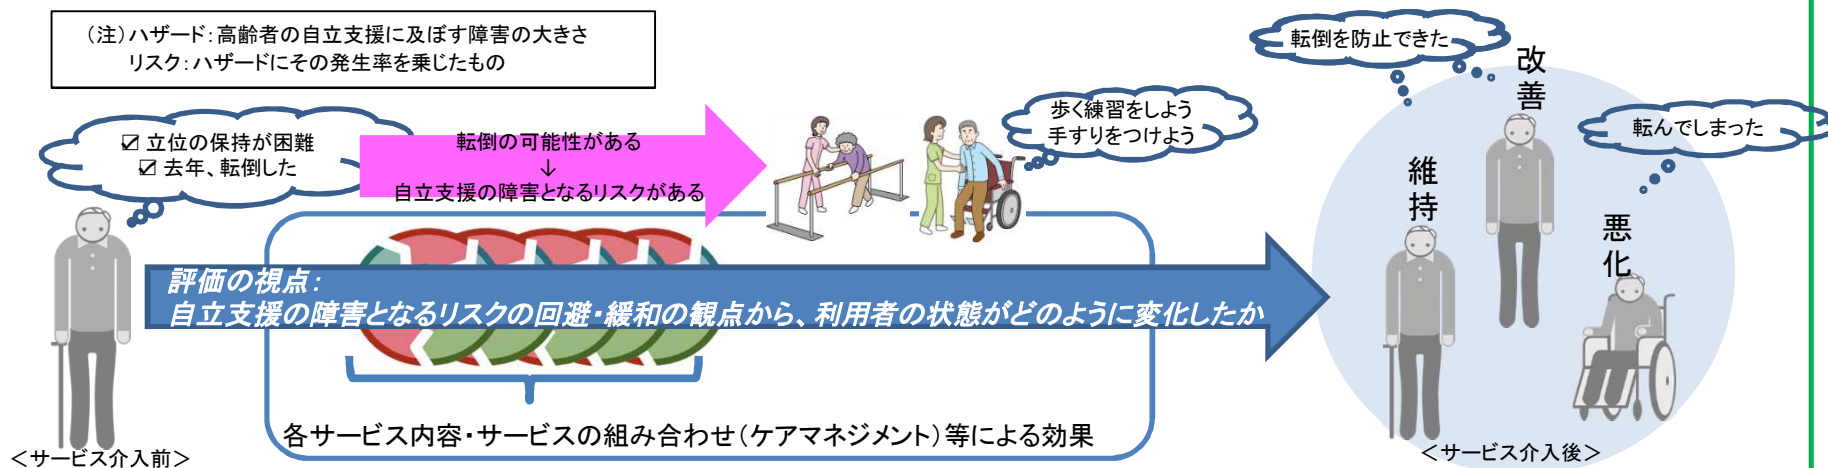 （注）ハザード：高齢者の自立支援に及ぼす障害の大きさ
リスク：ハザードにその発生率を乗じたもの
☑ 立位の保持が困難
☑ 去年、転倒した
転倒の可能性がある
↓
自立支援の障害となるリスクがある
歩く練習をしよう
手すりをつけよう
転倒を防止できた
改善
転んでしまった
維持
悪化
評価の視点：
自立支援の障害となるリスクの回避・緩和の観点から、利用者の状態がどのように変化したか
各サービス内容・サービスの組み合わせ（ケアマネジメント）等による効果
＜サービス介入前＞
＜サービス介入後＞